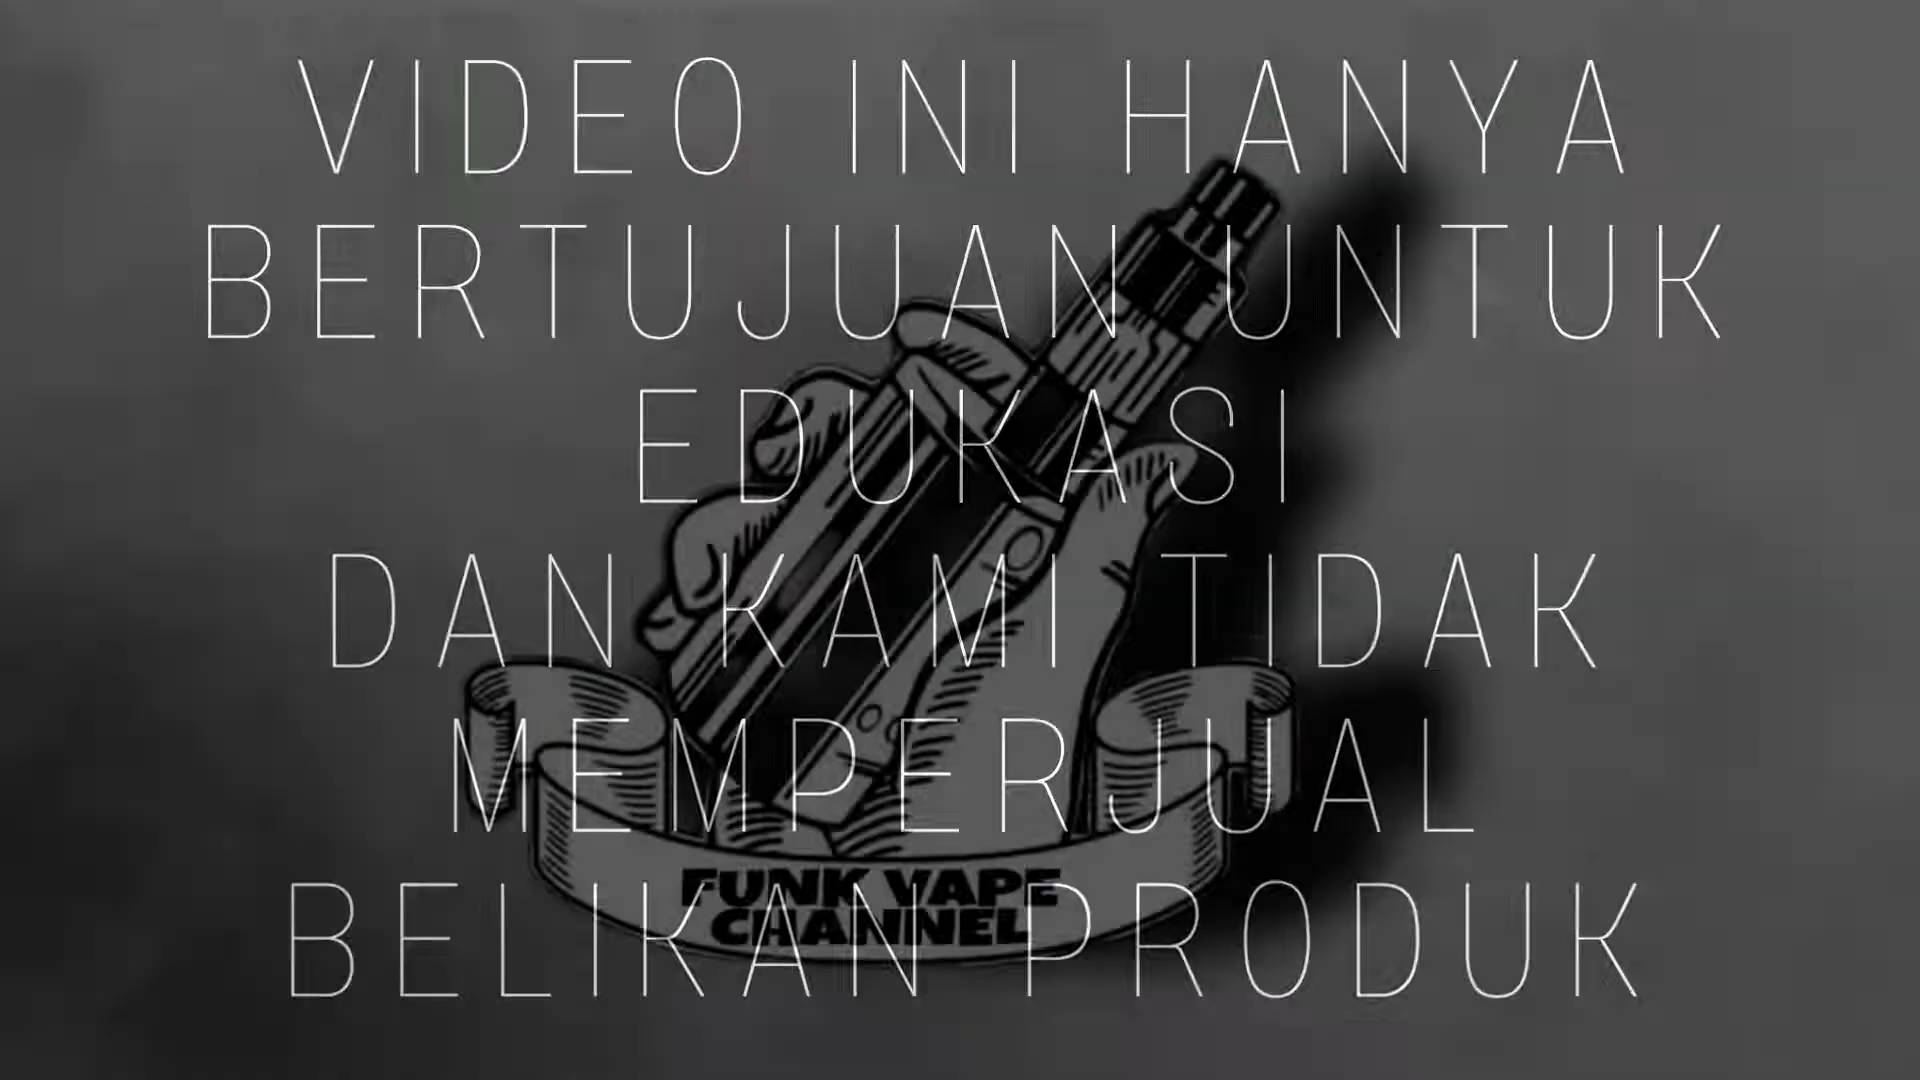 VIDEO INI HANYA
BERTUJUAN UNTUK
EDUKASI
DAN KAMI TIDAK
MEMPERJUAL
BELIKAN PRODUK
FUNK VAPE
CHANNEL